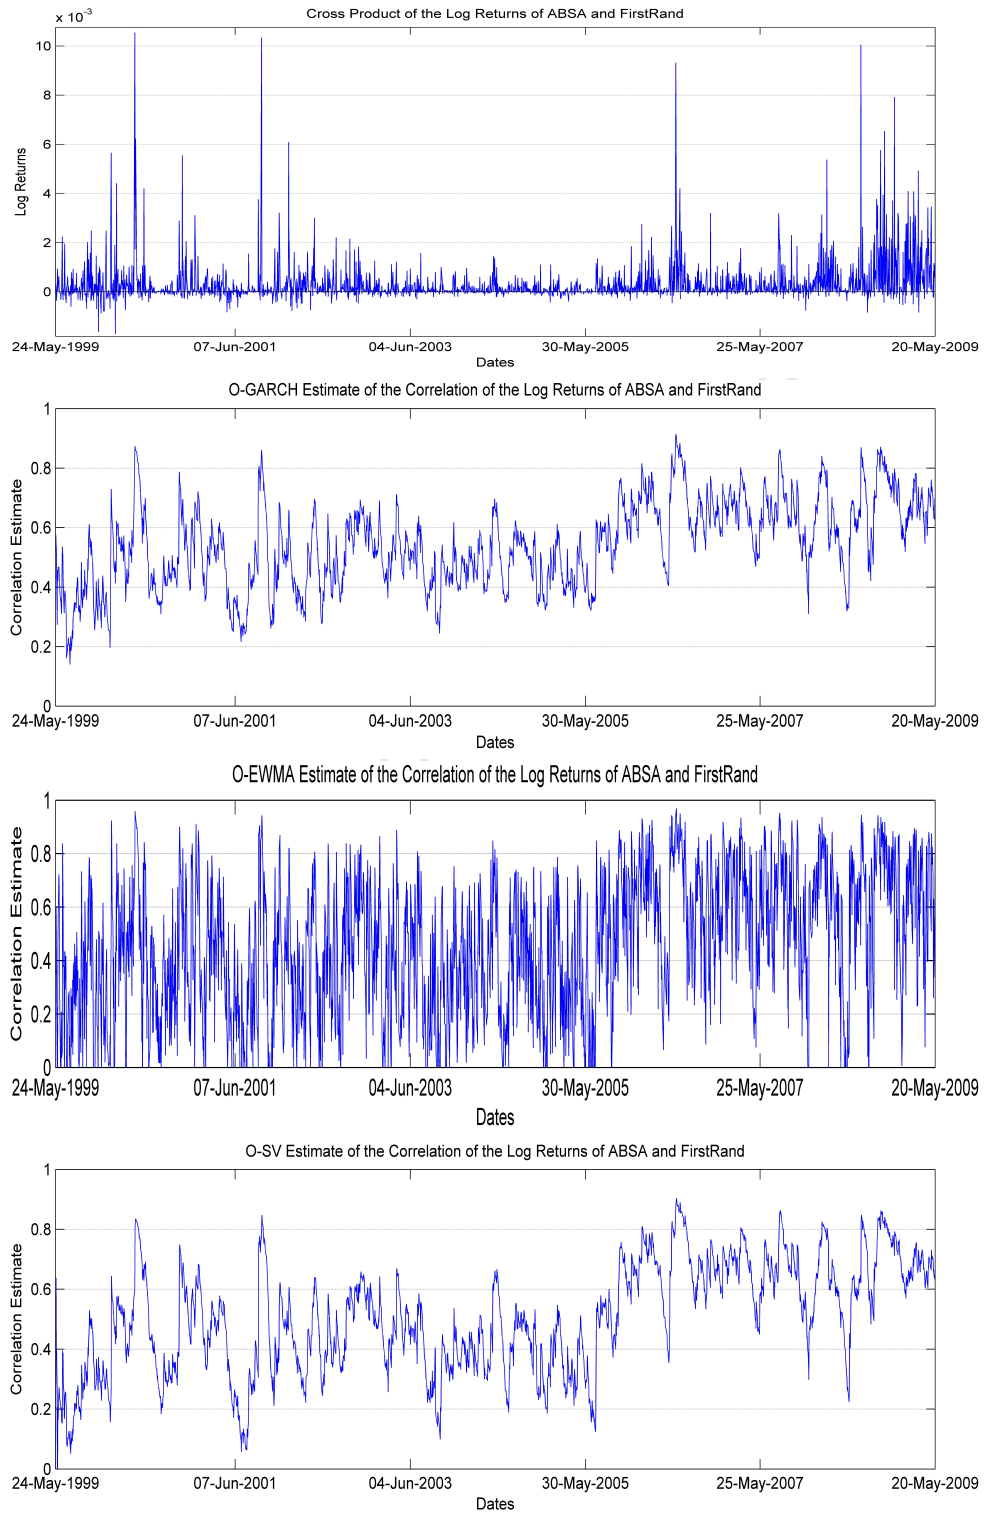 Cross Product of the Log Returns of ABSA and FirstRand
x 10-3
10
8
6
4
2
0
Log Returns
24-May-1999 07-Jun-2001 04-Jun-2003 30-May-2005 25-May-2007 20-May-2009
Dates
O-GARCH Estimate of the Correlation of the Log Returns of ABSA and FirstRand
1
0.8
0.6
0.4
0.2
0
Correlation Estimate
24-May-1999 07-Jun-2001 04-Jun-2003 30-May-2005 25-May-2007 20-May-2009
Dates
O-EWMA Estimate of the Correlation of the Log Returns of ABSA and FirstRand
1
0.8
0.6
0.4
0.2
0
Correlation Estimate
24-May-1999 07-Jun-2001 04-Jun-2003 30-May-2005 25-May-2007 20-May-2009
Dates
O-SV Estimate of the Correlation of the Log Returns of ABSA and FirstRand
1
0.8
0.6
0.4
0.2
0
Correlation Estimate
24-May-1999 07-Jun-2001 04-Jun-2003 30-May-2005 25-May-2007 20-May-2009
Dates